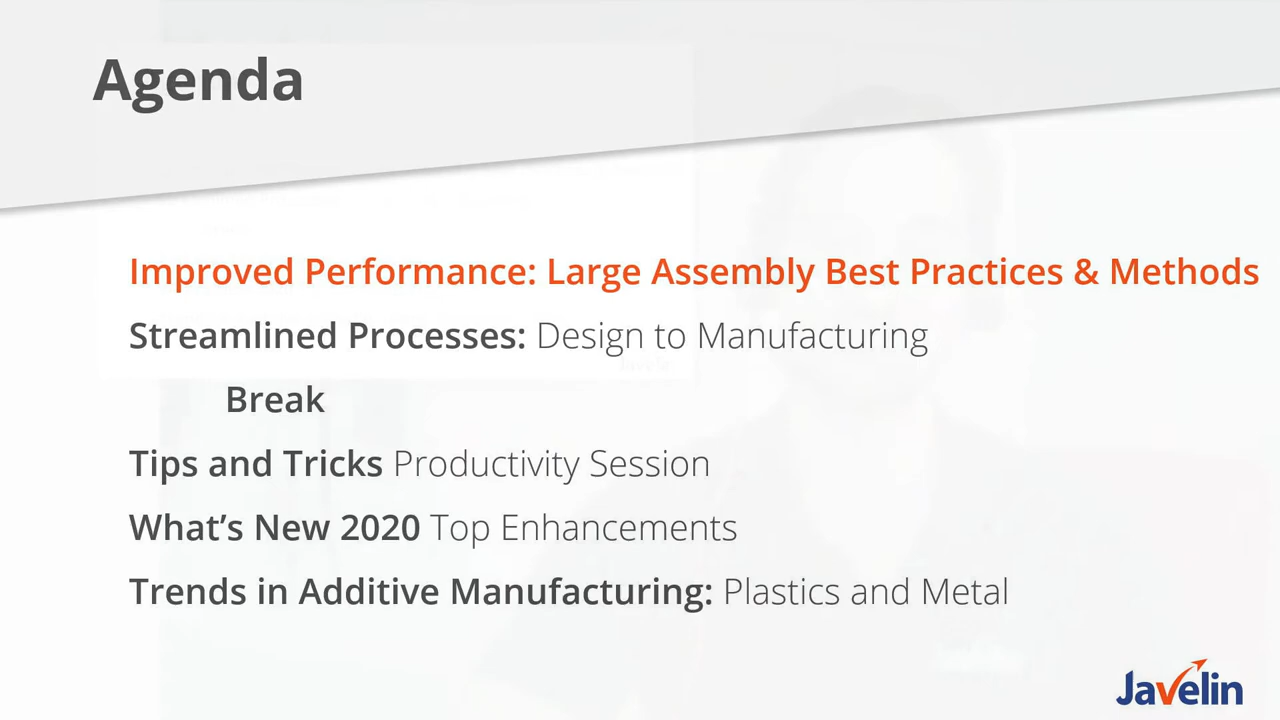 Agenda
Improved Performance: Large Assembly Best Practices & Methods
Streamlined Processes: Design to Manufacturing
Break
Tips and Tricks Productivity Session
What’s New 2020 Top Enhancements
Trends in Additive Manufacturing: Plastics and Metal
Javelin